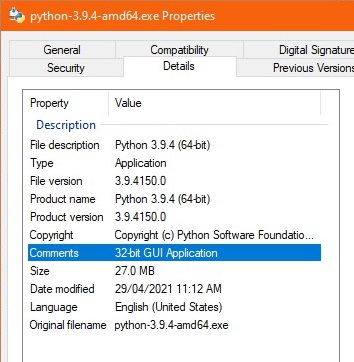 python-3.9.4-amd64.exe Properties
General Compatibility Digital Signature
Security Details Previous Versions
Property Value
Description
File description Python 3.9.4 (64-bit)
Type Application
File version 3.9.4150.0
Product name Python 3.9.4 (64-bit)
Product version 3.9.4150.0
Copyright Copyright (c) Python Software Foundatio...
Comments 32-bit GUI Application
Size 27.0 MB
Date modified 29/04/2021 11:12 AM
Language English (United States)
Original filename python-3.9.4-amd64.exe